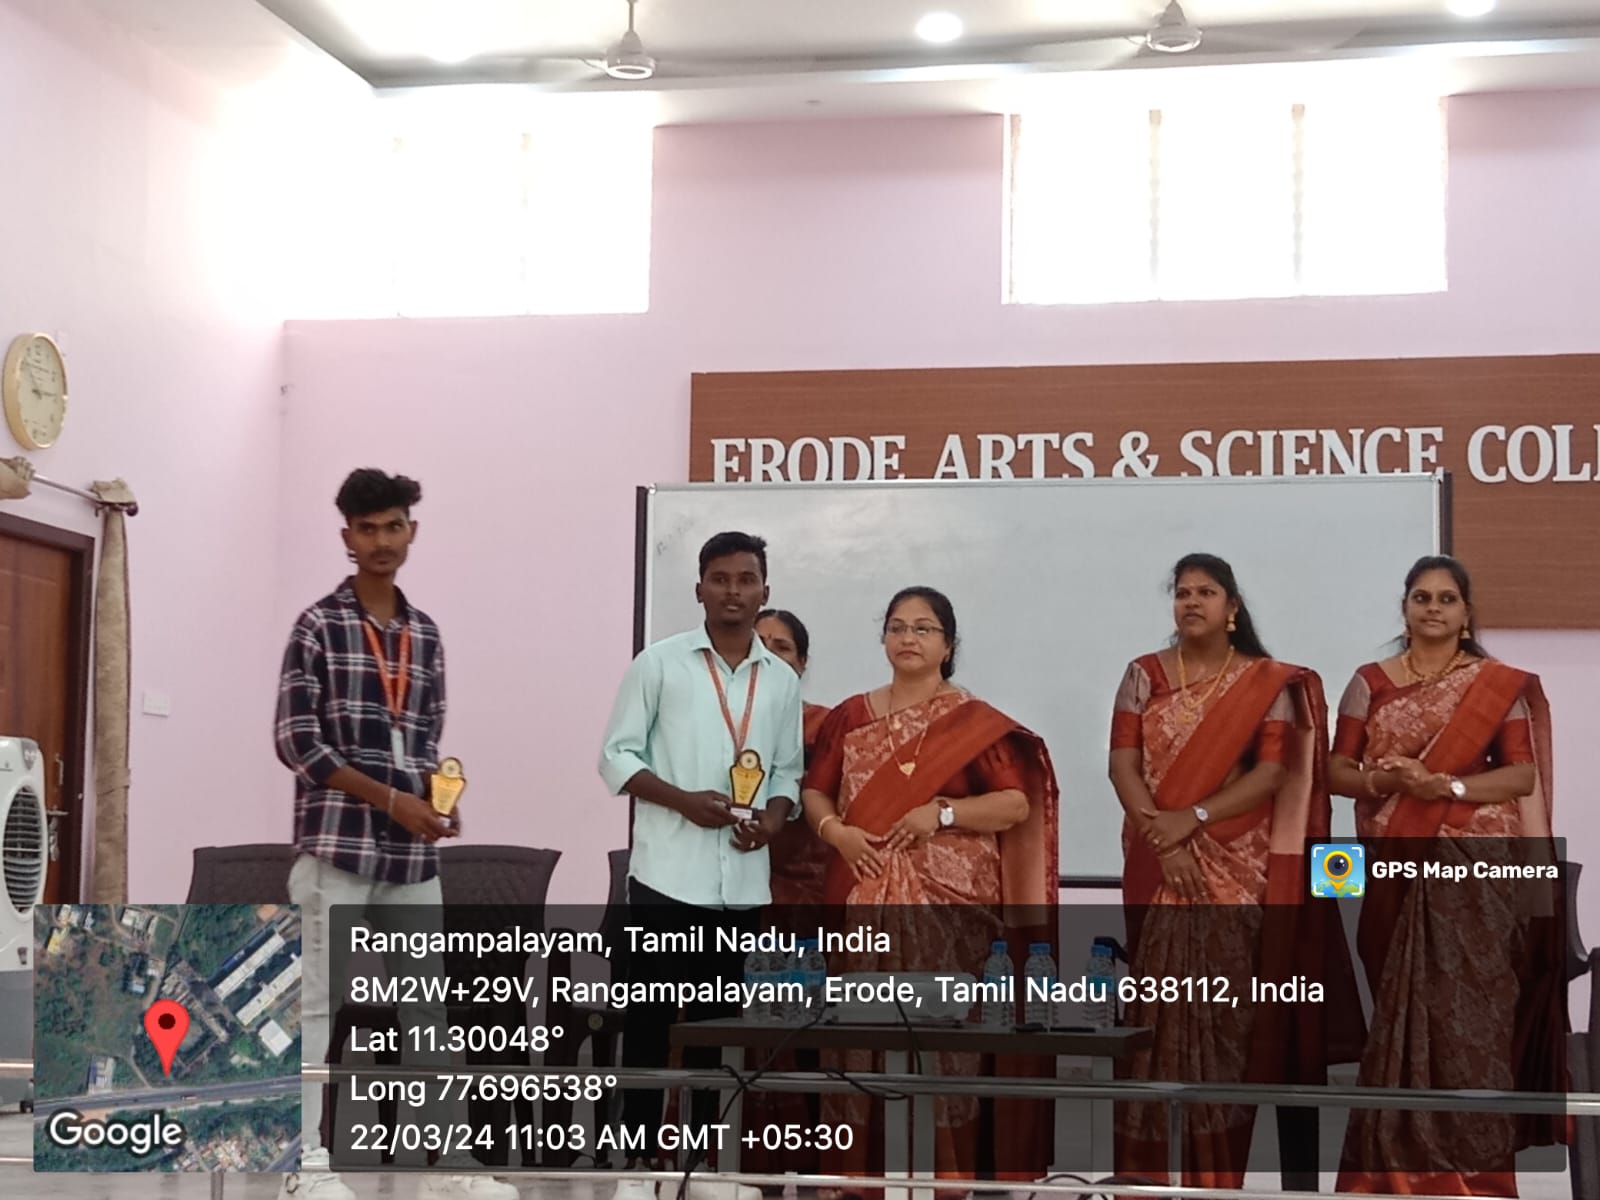 ERODE ARTS & SCIENCE COLL
GPS Map Camera
Rangampalayam, Tamil Nadu, India
8M2W+29V, Rangampalayam, Erode, Tamil Nadu 638112, India
Lat 11.30048°
Long 77.696538°
22/03/24 11:03 AM GMT +05:30
Google